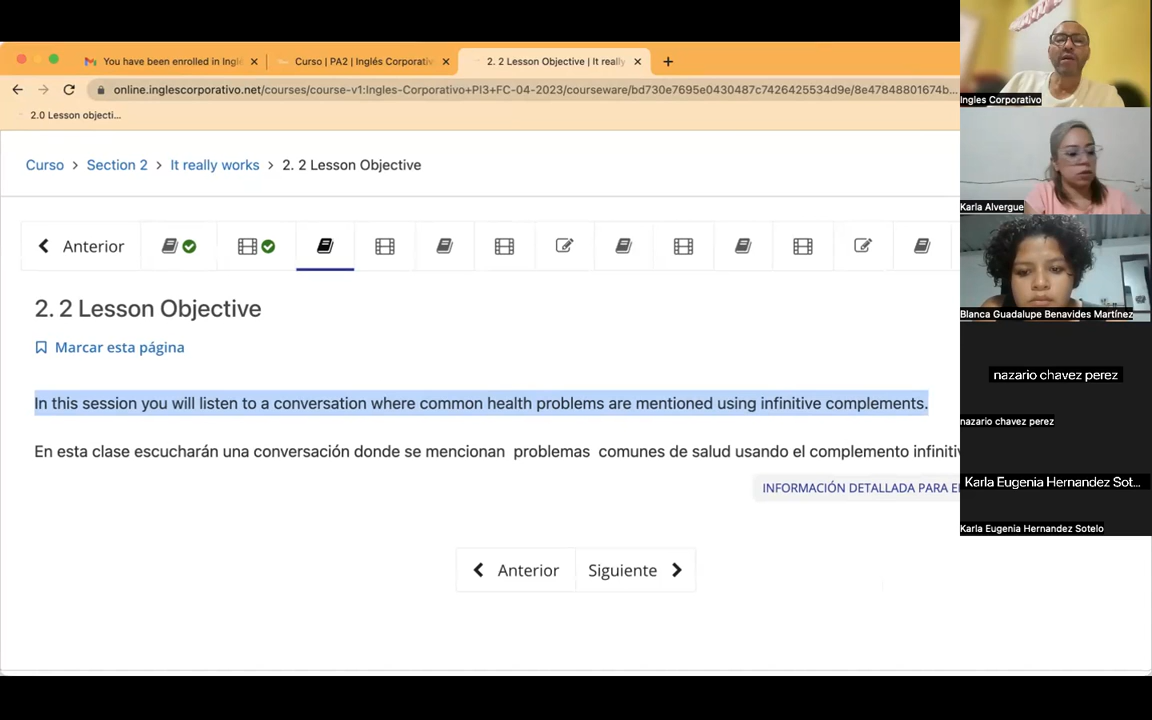 You have been enrolled in Inglé
Curso | PA2 | Inglés Corporativ
2. 2 Lesson Objective | It really
online.inglescorporativo.net/courses/course-v1:Ingles-Corporativo+PI3+FC-04-2023/courseware/bd730e7695e0430487c7426425534d9e/8e47848801674b...
2.0 Lesson objecti...
Curso > Section 2 > It really works > 2. 2 Lesson Objective
Anterior
2. 2 Lesson Objective
Marcar esta página
In this session you will listen to a conversation where common health problems are mentioned using infinitive complements.
En esta clase escucharán una conversación donde se mencionan problemas comunes de salud usando el complemento infinitiv
INFORMACIÓN DETALLADA PARA E
Anterior
Siguiente
Ingles Corporativo
Karla Alvergue
Blanca Guadalupe Benavides Martínez
nazario chavez perez
nazario chavez perez
Karla Eugenia Hernandez Sot...
Karla Eugenia Hernandez Sotelo